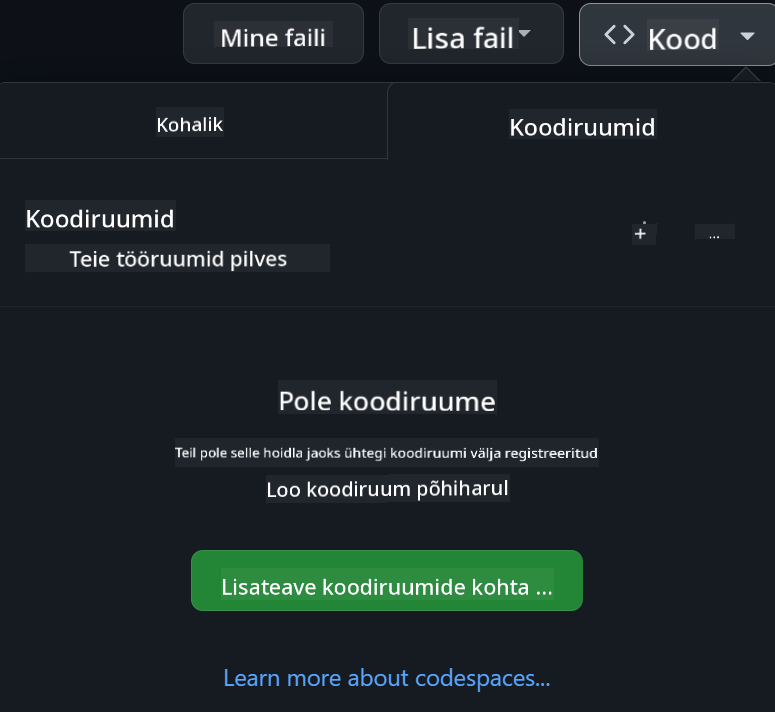 Mine faili
Lisa fail
<> Kood
Kohalik
Koodiruumid
Koodiruumid
Teie tööruumid pilves
+
...
Pole koodiruume
Teil pole selle hoidla jaoks ühtegi koodiruumi välja registreeritud
Loo koodiruum põhiharul
Lisateave koodiruumide kohta ...
Learn more about codespaces...